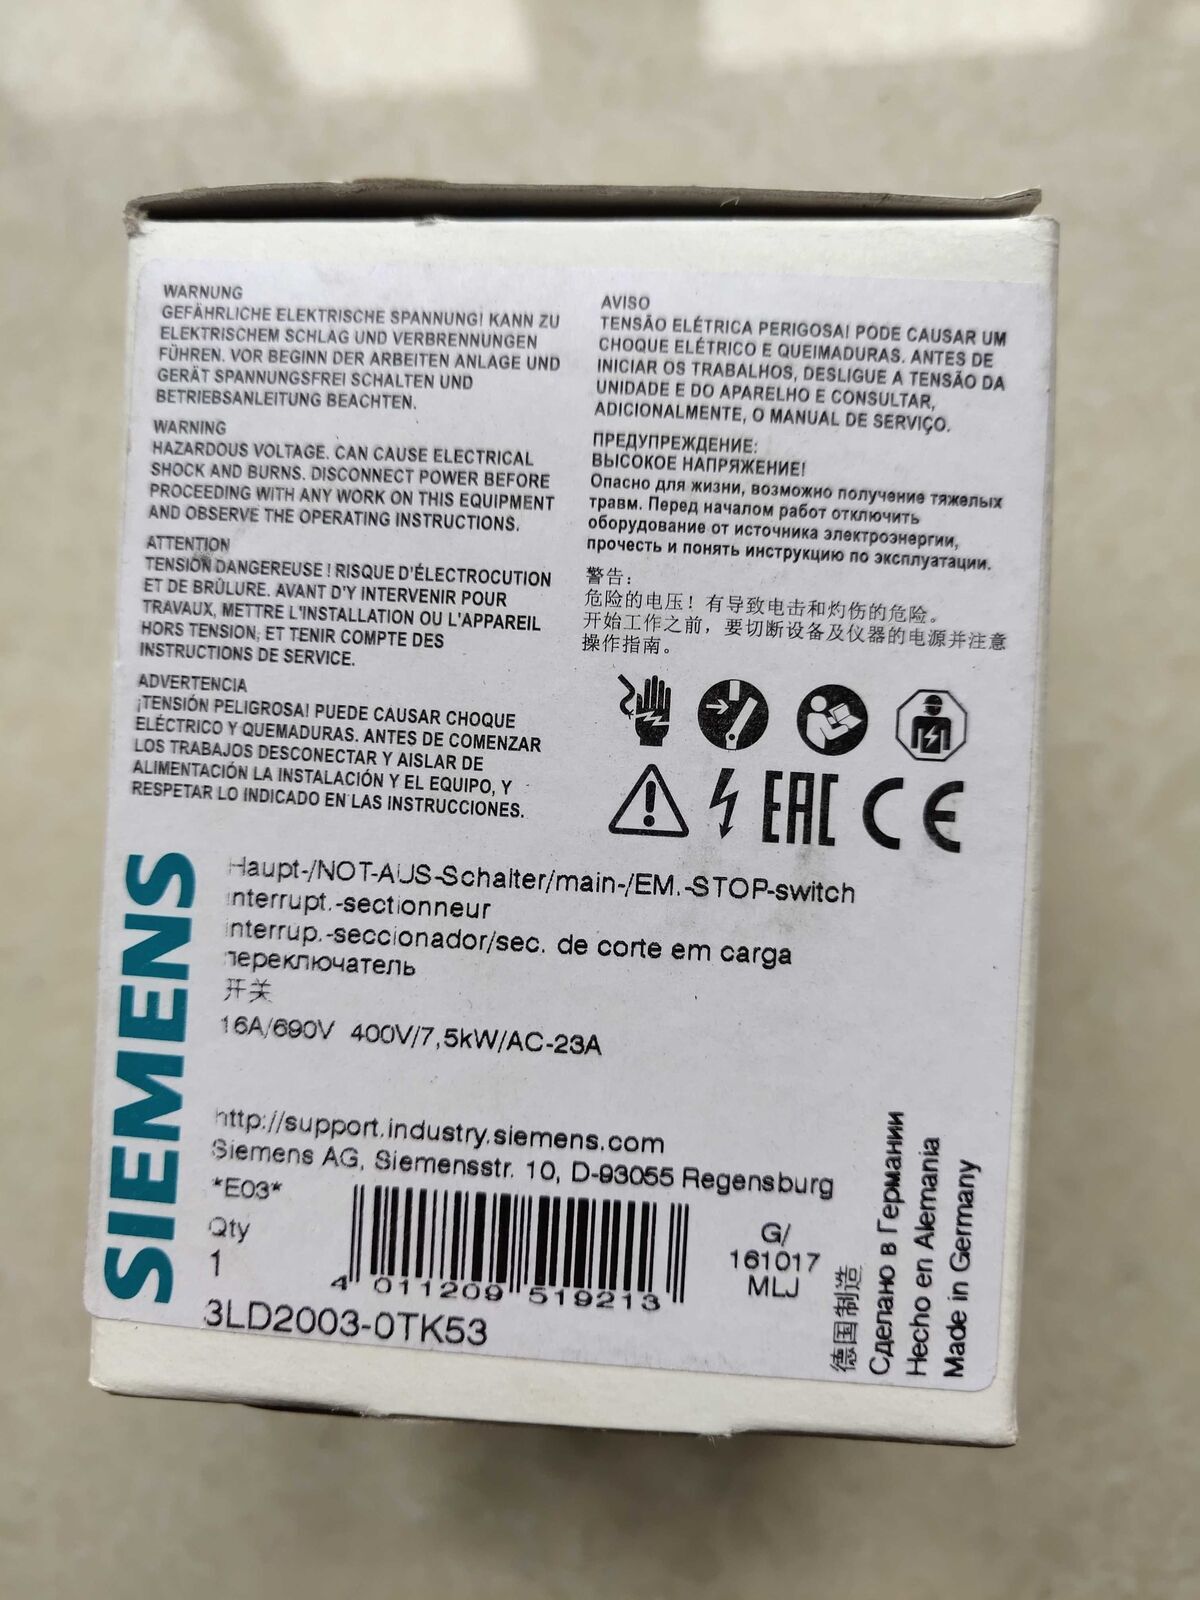 WARNUNG
GEFÄHRLICHE ELEKTRISCHE SPANNUNG! KANN ZU
ELEKTRISCHEM SCHLAG UND VERBRENNUNGEN
FÜHREN. VOR BEGINN DER ARBEITEN ANLAGE UND
GERÄT SPANNUNGSFREI SCHALTEN UND
BETRIEBSANLEITUNG BEACHTEN.
WARNING
HAZARDOUS VOLTAGE. CAN CAUSE ELECTRICAL
SHOCK AND BURNS. DISCONNECT POWER BEFORE
PROCEEDING WITH ANY WORK ON THIS EQUIPMENT
AND OBSERVE THE OPERATING INSTRUCTIONS.
ATTENTION
TENSION DANGEREUSE ! RISQUE D'ÉLECTROCUTION
ET DE BRÛLURE. AVANT D'Y INTERVENIR POUR
TRAVAUX, METTRE L'INSTALLATION OU L'APPAREIL
HORS TENSION, ET TENIR COMPTE DES
INSTRUCTIONS DE SERVICE.
ADVERTENCIA
¡TENSIÓN PELIGROSA! PUEDE CAUSAR CHOQUE
ELÉCTRICO Y QUEMADURAS. ANTES DE COMENZAR
LOS TRABAJOS DESCONECTAR Y AISLAR DE
ALIMENTACIÓN LA INSTALACIÓN Y EL EQUIPO, Y
RESPETAR LO INDICADO EN LAS INSTRUCCIONES.
AVISO
TENSÃO ELÉTRICA PERIGOSA! PODE CAUSAR UM
CHOQUE ELÉTRICO E QUEIMADURAS. ANTES DE
INICIAR OS TRABALHOS, DESLIGUE A TENSÃO DA
UNIDADE E DO APARELHO E CONSULTAR,
ADICIONALMENTE, O MANUAL DE SERVIÇO.
ПРЕДУПРЕЖДЕНИЕ:
ВЫСОКОЕ НАПРЯЖЕНИЕ!
Опасно для жизни, возможно получение тяжелых
травм. Перед началом работ отключить
оборудование от источника электроэнергии,
прочесть и понять инструкцию по эксплуатации.
警告：
危险的电压！有导致电击和灼伤的危险。
开始工作之前，要切断设备及仪器的电源并注意
操作指南。
EAC CE
SIEMENS
Haupt-/NOT-AUS-Schalter/main-/EM.-STOP-switch
interrupt.-sectionneur
interrup.-seccionador/sec. de corte em carga
переключатель
开关
16A/690V 400V/7,5kW/AC-23A
http://support.industry.siemens.com
Siemens AG, Siemensstr. 10, D-93055 Regensburg
*E03*
Qty
1
4 011209 519213
G/
161017
MLJ
3LD2003-0TK53
德国制造
Сделано в Германии
Hecho en Alemania
Made in Germany